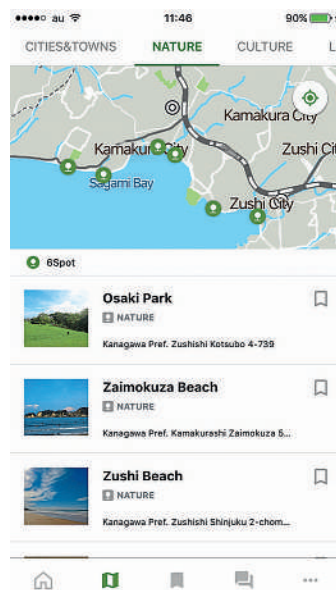 au 11:46 90%
CITIES&TOWNS NATURE CULTURE L
Kamakura City
Kamakura City
Zushi Cit
Sagami Bay
Zushi City
6Spot
Osaki Park
NATURE
Kanagawa Pref. Zushishi Kotsubo 4-739
Zaimokuza Beach
NATURE
Kanagawa Pref. Kamakurashi Zaimokuza 5...
Zushi Beach
NATURE
Kanagawa Pref. Zushishi Shinjuku 2-chom...